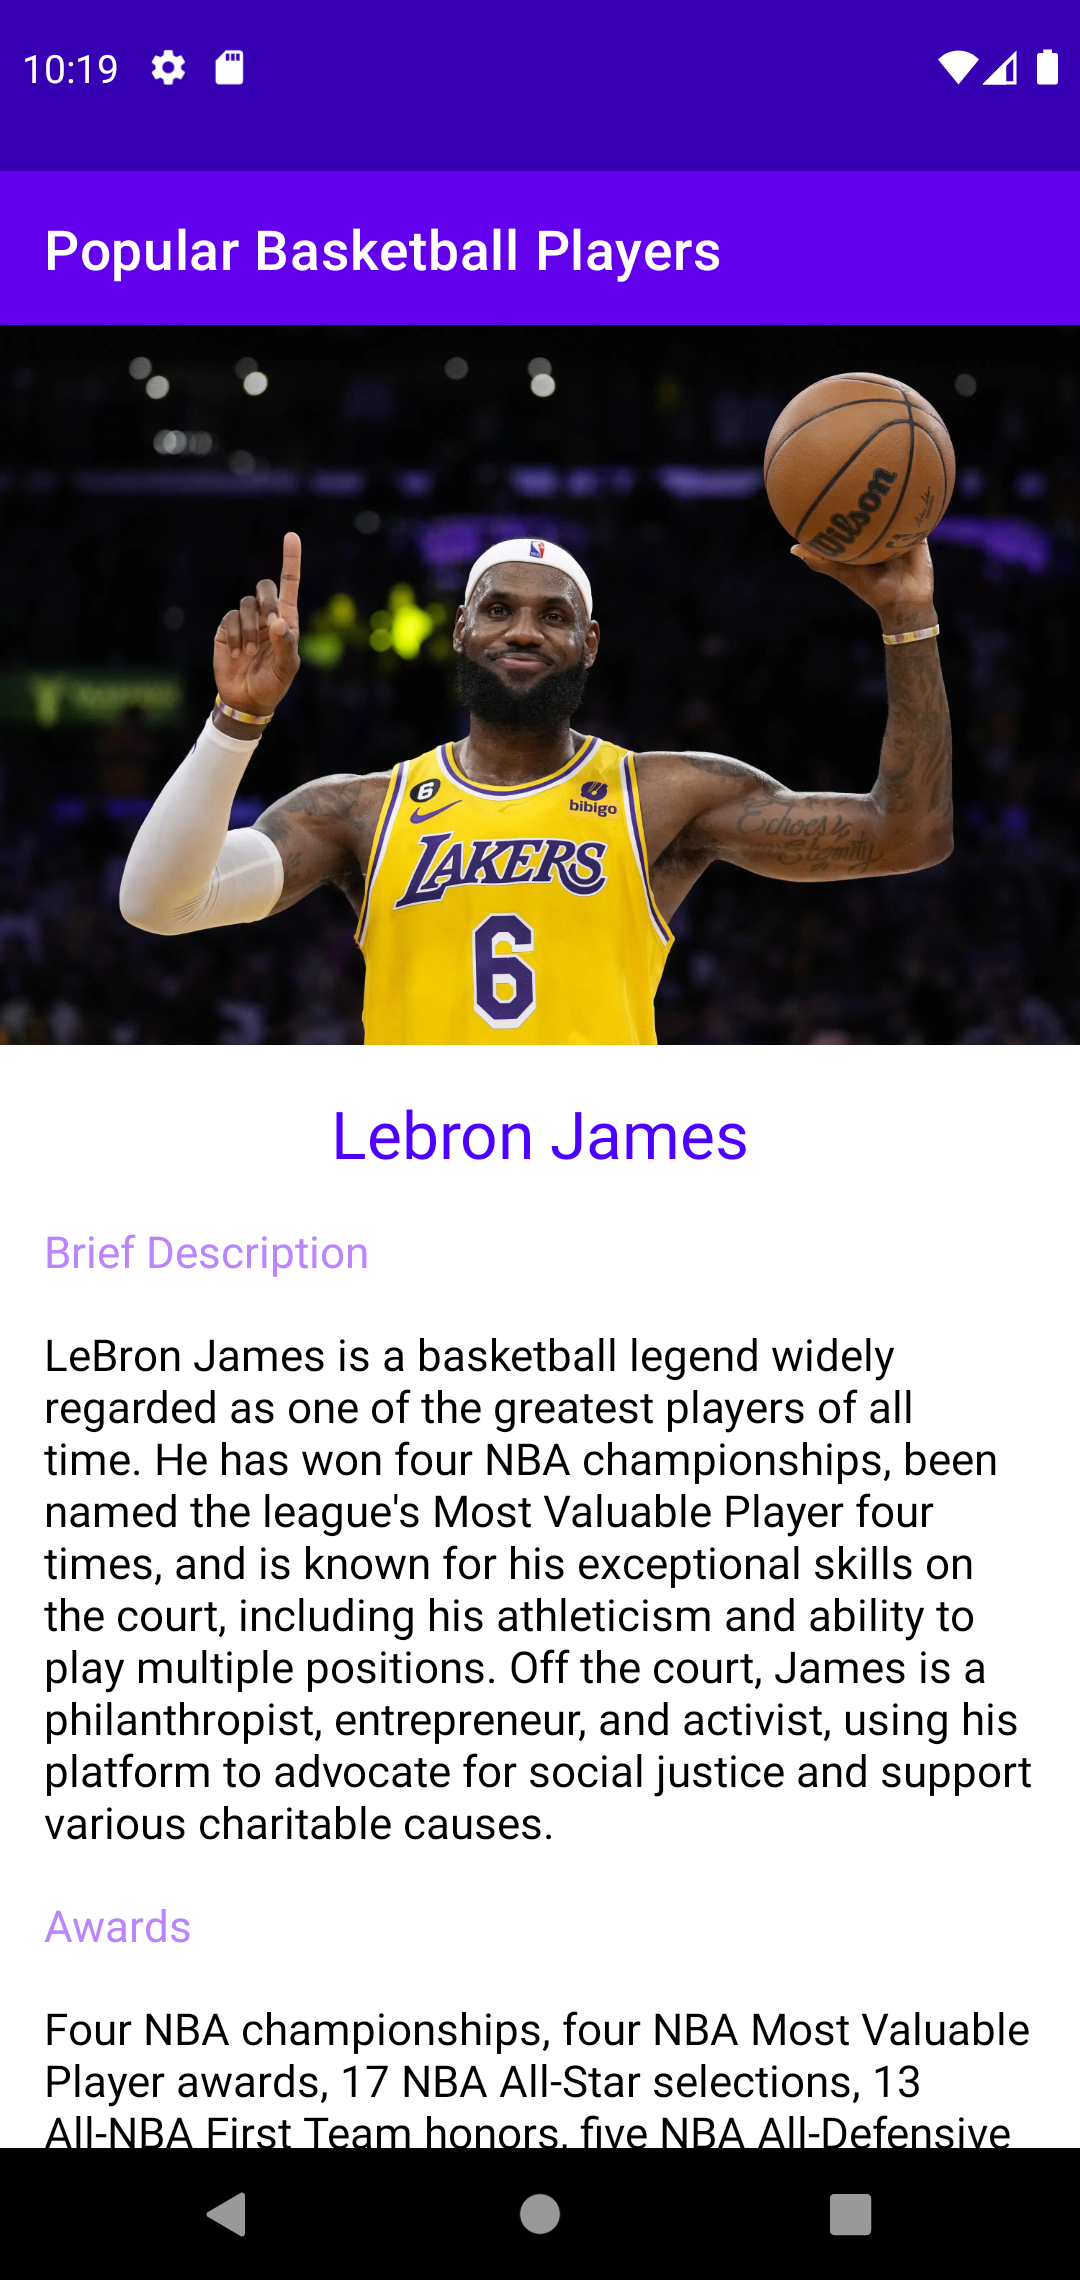 10:19
Popular Basketball Players
Wilson
6
bibigo
LAKERS
6
Echoes
Eternity
Lebron James
Brief Description
LeBron James is a basketball legend widely
regarded as one of the greatest players of all
time. He has won four NBA championships, been
named the league's Most Valuable Player four
times, and is known for his exceptional skills on
the court, including his athleticism and ability to
play multiple positions. Off the court, James is a
philanthropist, entrepreneur, and activist, using his
platform to advocate for social justice and support
various charitable causes.
Awards
Four NBA championships, four NBA Most Valuable
Player awards, 17 NBA All-Star selections, 13
All-NBA First Team honors, five NBA All-Defensive